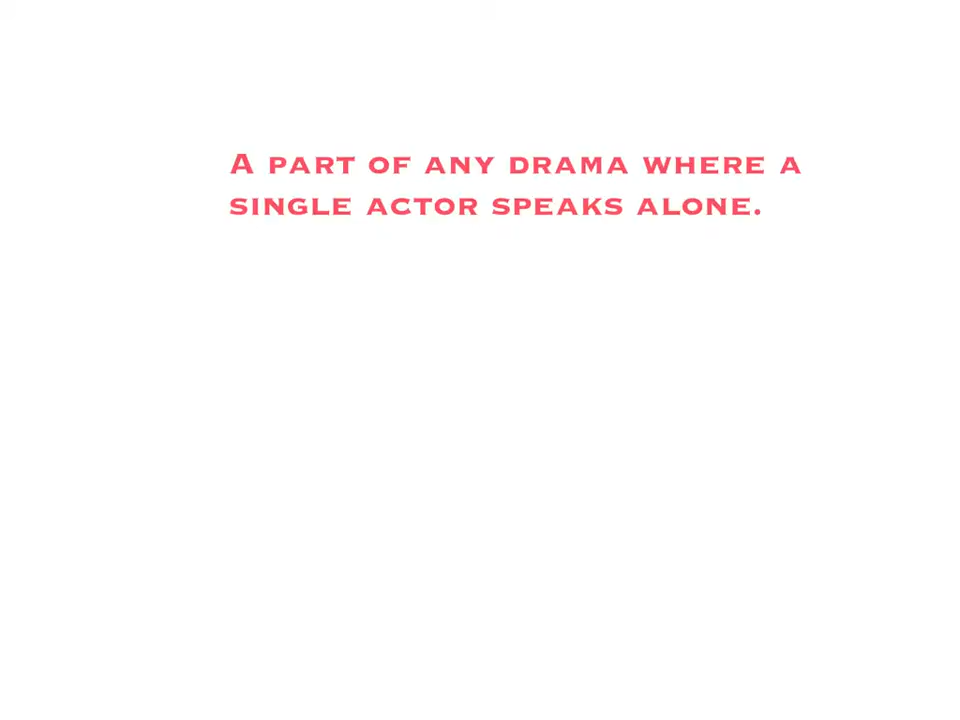 A PART OF ANY DRAMA WHERE A
SINGLE ACTOR SPEAKS ALONE.